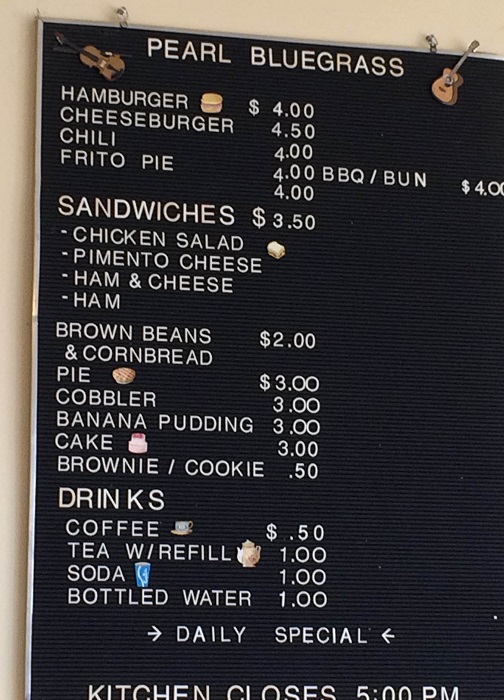 PEARL BLUEGRASS
HAMBURGER $ 4.00
CHEESEBURGER 4.50
CHILI 4.00
FRITO PIE 4.00 BBQ / BUN $ 4.00
4.00
SANDWICHES $ 3.50
- CHICKEN SALAD
- PIMENTO CHEESE
- HAM & CHEESE
- HAM
BROWN BEANS $2.00
& CORNBREAD
PIE $3.00
COBBLER 3.00
BANANA PUDDING 3.00
CAKE 3.00
BROWNIE / COOKIE .50
DRINKS
COFFEE $ .50
TEA W/REFILL 1.00
SODA 1.00
BOTTLED WATER 1.00
→ DAILY SPECIAL ←
KITCHEN CLOSES 5:00 PM